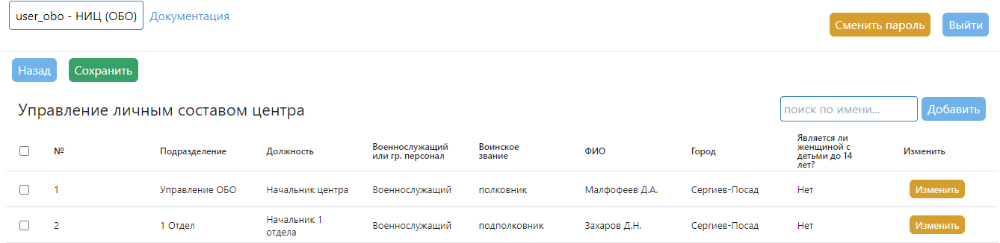 user_obo - НИЦ (ОБО) Документация Сменить пароль Выйти
Назад Сохранить
Управление личным составом центра поиск по имени... Добавить
№ Подразделение Должность Военнослужащий или гр. персонал Воинское звание ФИО Город Является ли женщиной с детьми до 14 лет? Изменить
1 Управление ОБО Начальник центра Военнослужащий полковник Малфофеев Д.А. Сергиев-Посад Нет Изменить
2 1 Отдел Начальник 1 отдела Военнослужащий подполковник Захаров Д.Н. Сергиев-Посад Нет Изменить